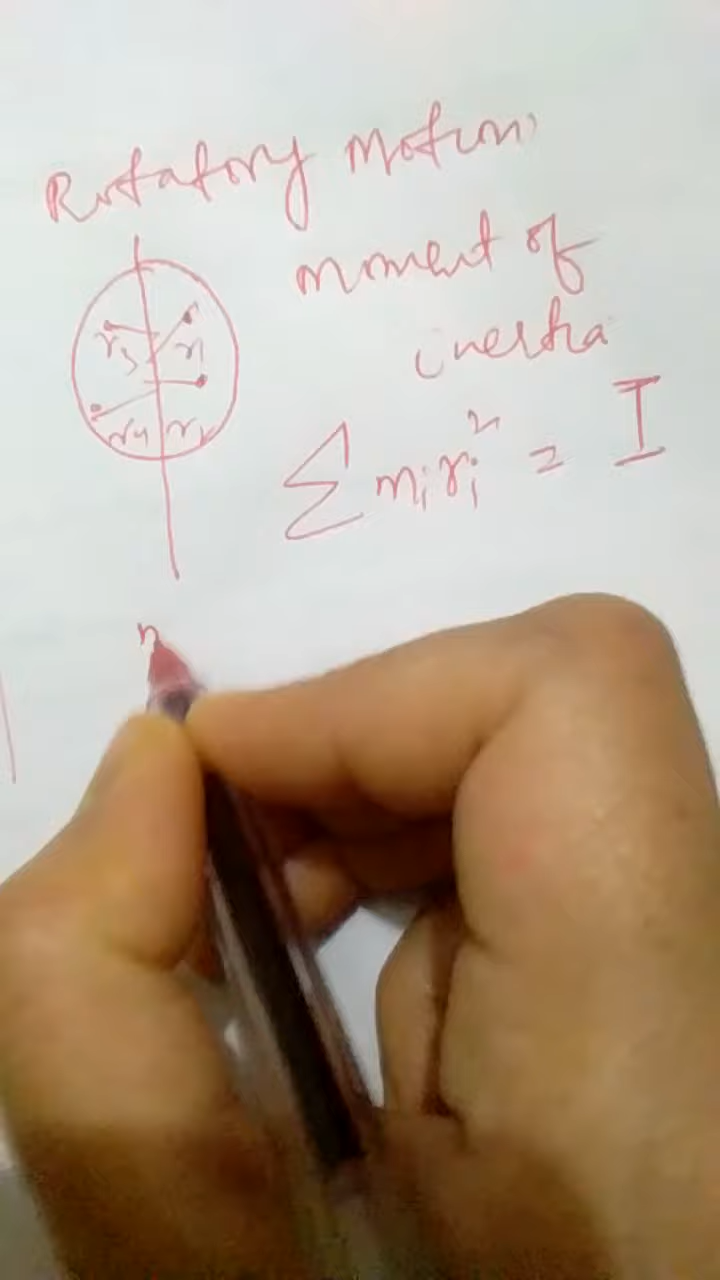 Rotatory Motion
moment of
inertia
r3 r1
r4 r2
Σ miri² = I